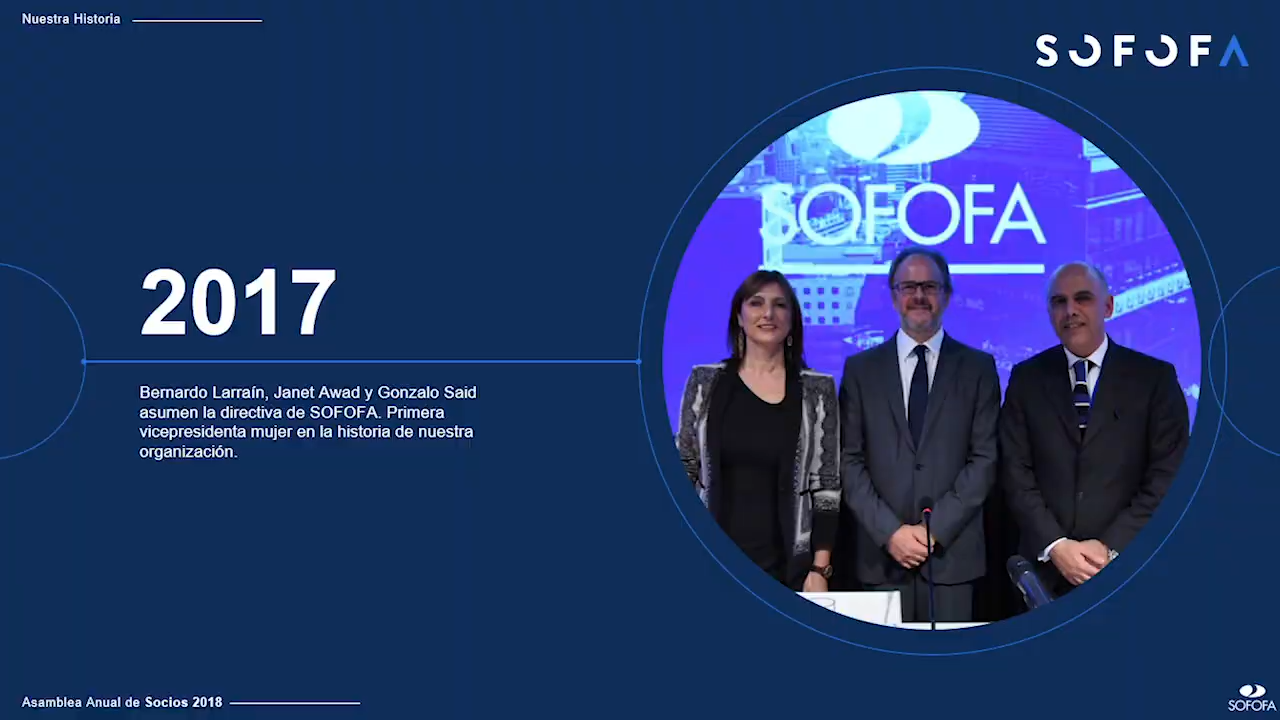 Nuestra Historia
SOFOFA
SOFOFA
2017
Bernardo Larraín, Janet Awad y Gonzalo Said
asumen la directiva de SOFOFA. Primera
vicepresidenta mujer en la historia de nuestra
organización.
Asamblea Anual de Socios 2018
SOFOFA